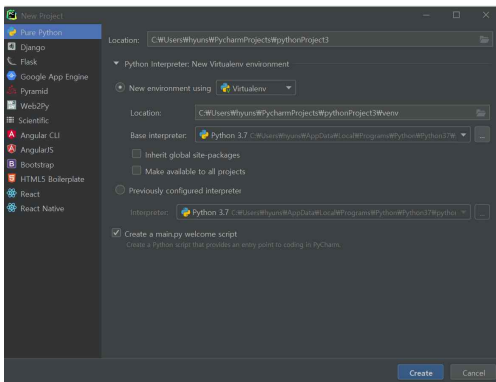 New Project
Pure Python
Django
Flask
Google App Engine
Pyramid
Web2Py
Scientific
Angular CLI
AngularJS
Bootstrap
HTML5 Boilerplate
React
React Native
Location: C:₩Users₩hyuns₩PycharmProjects₩pythonProject3
Python Interpreter: New Virtualenv environment
New environment using Virtualenv
Location: C:₩Users₩hyuns₩PycharmProjects₩pythonProject3₩venv
Base interpreter: Python 3.7 C:₩Users₩hyuns₩AppData₩Local₩Programs₩Python₩Python37₩ ...
Inherit global site-packages
Make available to all projects
Previously configured interpreter
Interpreter: Python 3.7 C:₩Users₩hyuns₩AppData₩Local₩Programs₩Python₩Python37₩python ...
Create a main.py welcome script
Create a Python script that provides an entry point to coding in PyCharm.
Create Cancel